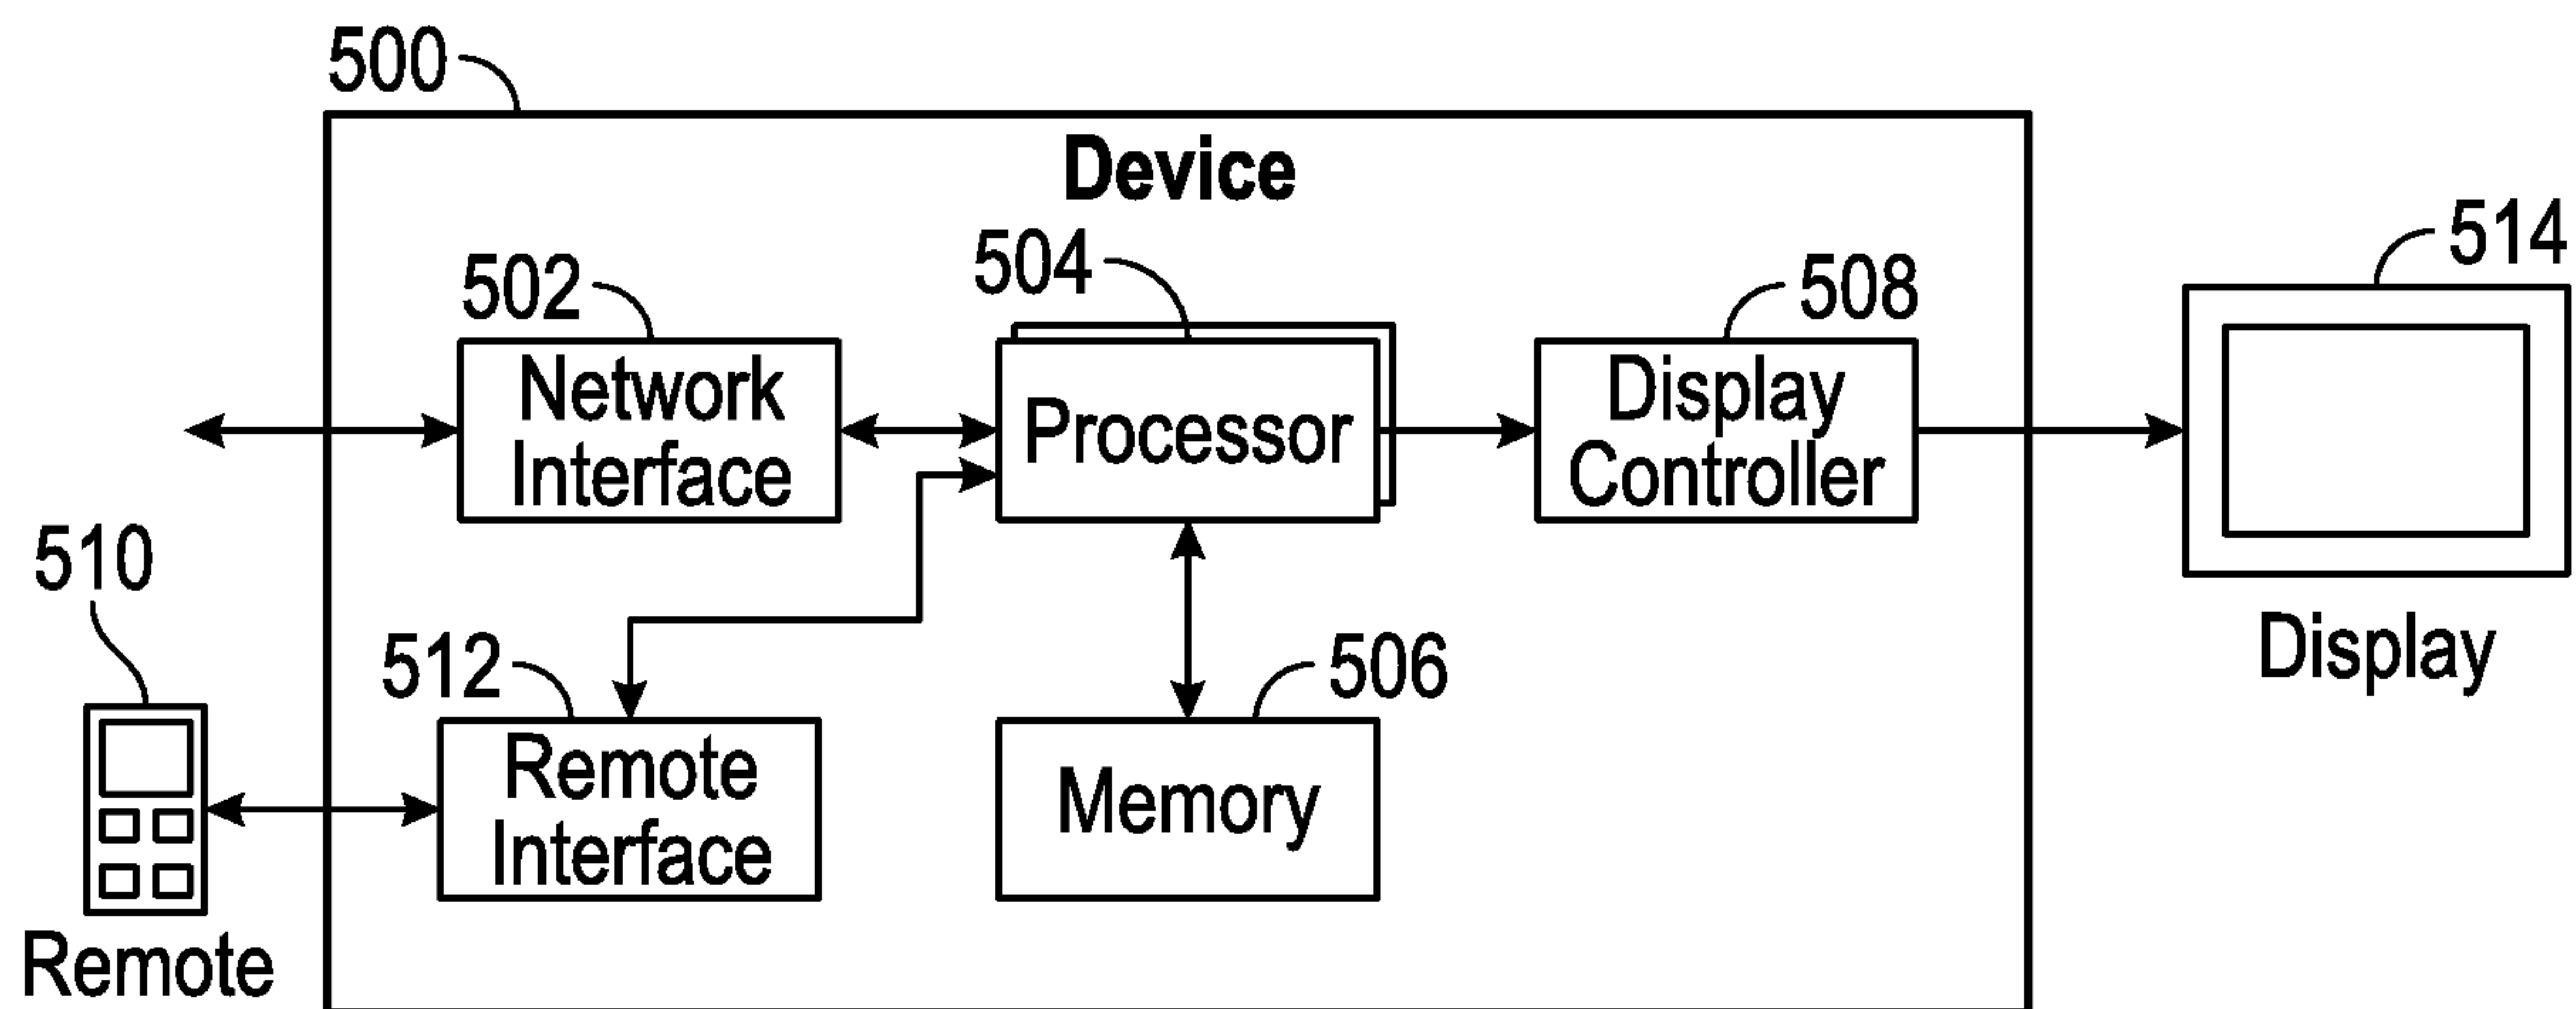 500
Device
502
504
508
514
Network
Interface
Processor
Display
Controller
510
512
506
Display
Remote
Interface
Memory
Remote